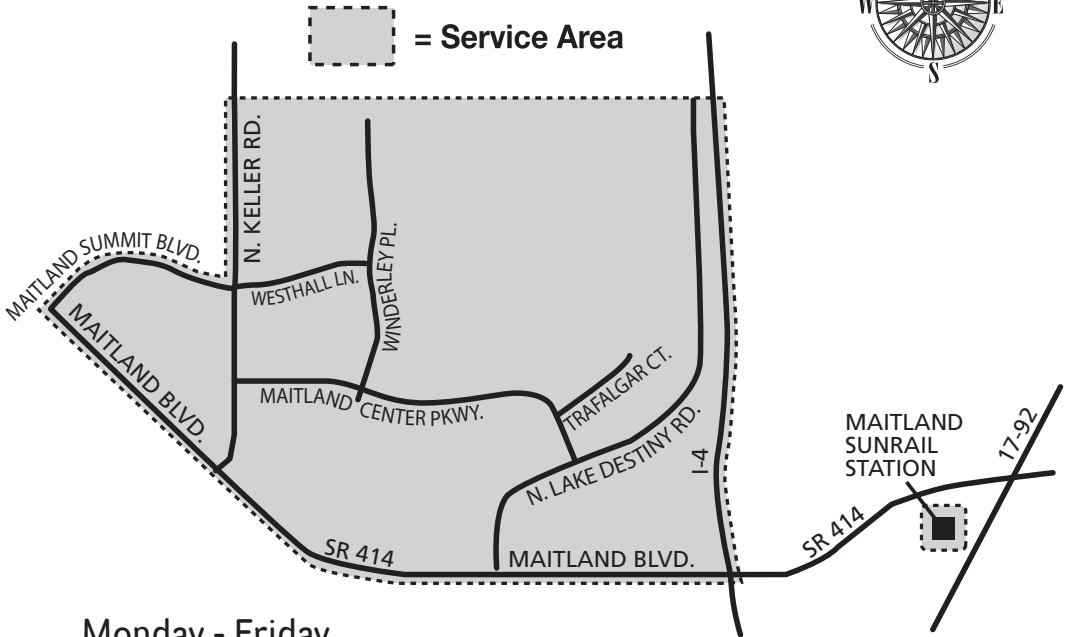 = Service Area
W
E
S
N. KELLER RD.
MAITLAND SUMMIT BLVD.
WESTHALL LN.
WINDERLEY PL.
MAITLAND BLVD.
MAITLAND CENTER PKWY.
TRAFALGAR CT.
N. LAKE DESTINY RD.
I-4
MAITLAND
SUNRAIL
STATION
17-92
SR 414
SR 414
MAITLAND BLVD.
Monday - Friday